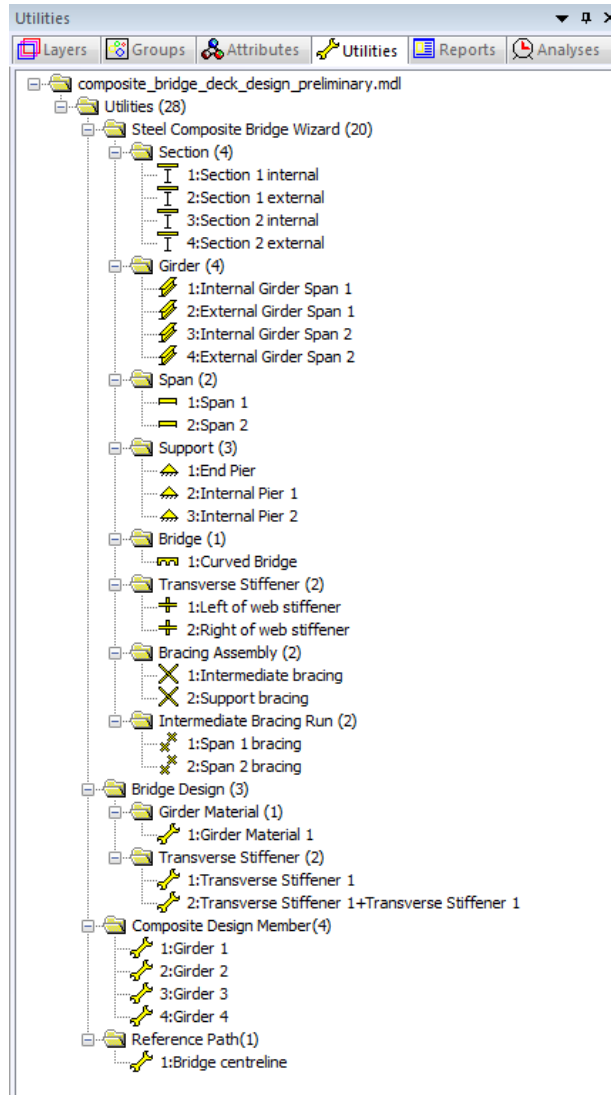 Utilities
Layers Groups Attributes Utilities Reports Analyses
composite_bridge_deck_design_preliminary.mdl
Utilities (28)
Steel Composite Bridge Wizard (20)
Section (4)
1:Section 1 internal
2:Section 1 external
3:Section 2 internal
4:Section 2 external
Girder (4)
1:Internal Girder Span 1
2:External Girder Span 1
3:Internal Girder Span 2
4:External Girder Span 2
Span (2)
1:Span 1
2:Span 2
Support (3)
1:End Pier
2:Internal Pier 1
3:Internal Pier 2
Bridge (1)
1:Curved Bridge
Transverse Stiffener (2)
1:Left of web stiffener
2:Right of web stiffener
Bracing Assembly (2)
1:Intermediate bracing
2:Support bracing
Intermediate Bracing Run (2)
1:Span 1 bracing
2:Span 2 bracing
Bridge Design (3)
Girder Material (1)
1:Girder Material 1
Transverse Stiffener (2)
1:Transverse Stiffener 1
2:Transverse Stiffener 1+Transverse Stiffener 1
Composite Design Member(4)
1:Girder 1
2:Girder 2
3:Girder 3
4:Girder 4
Reference Path(1)
1:Bridge centreline